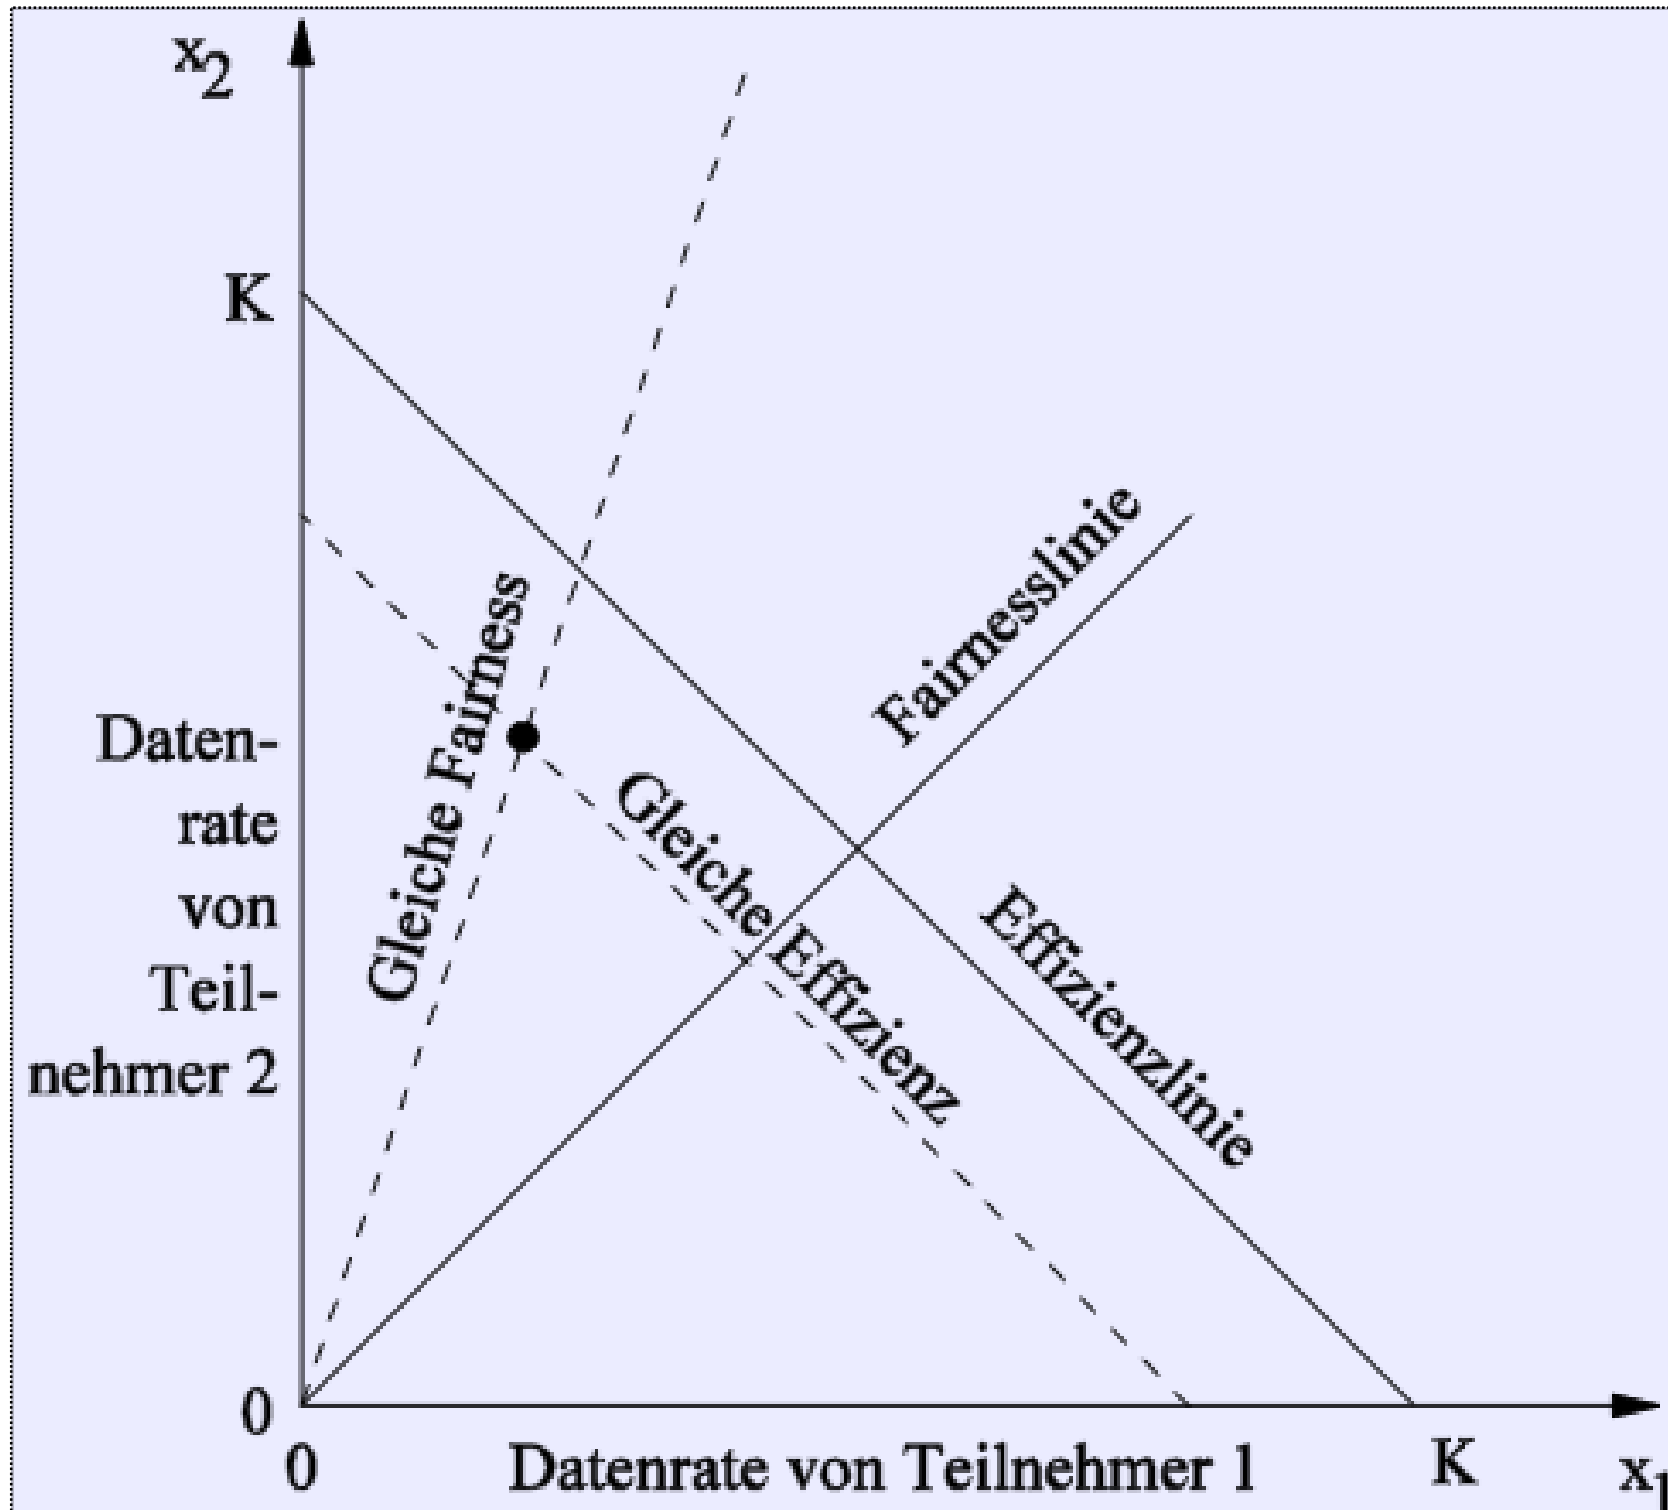 x2
K
Gleiche Fairness
Fairnesslinie
Daten-
rate
von
Teil-
nehmer 2
Gleiche Effizienz
Effizienzlinie
0
0
Datenrate von Teilnehmer 1
K
x1